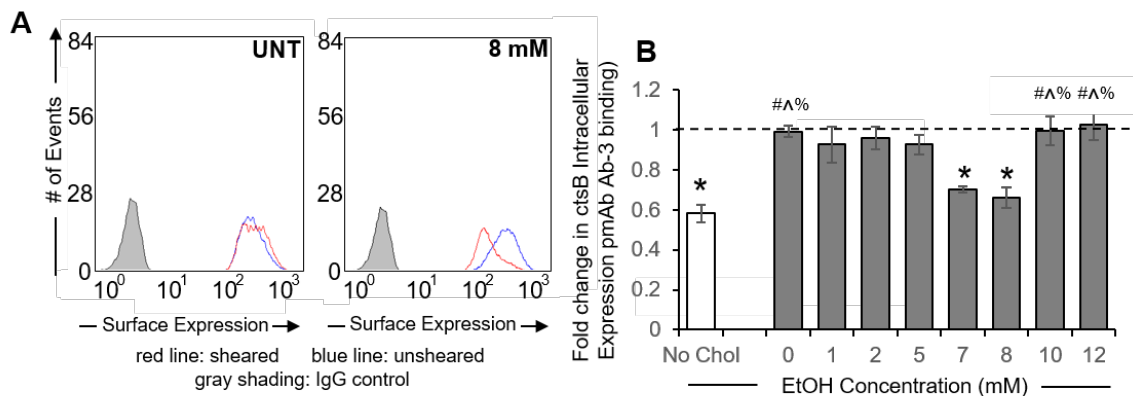 A
UNT
84
56
28
0
# of Events
10^0 10^1 10^2 10^3
Surface Expression
8 mM
84
56
28
0
10^0 10^1 10^2 10^3
Surface Expression
red line: sheared blue line: unsheared
gray shading: IgG control
B
Fold change in ctsB Intracellular
Expression pmAb Ab-3 binding)
1.2
1
0.8
0.6
0.4
0.2
0
*
#ʌ%
* *
#ʌ% #ʌ%
No Chol 0 1 2 5 7 8 10 12
EtOH Concentration (mM)